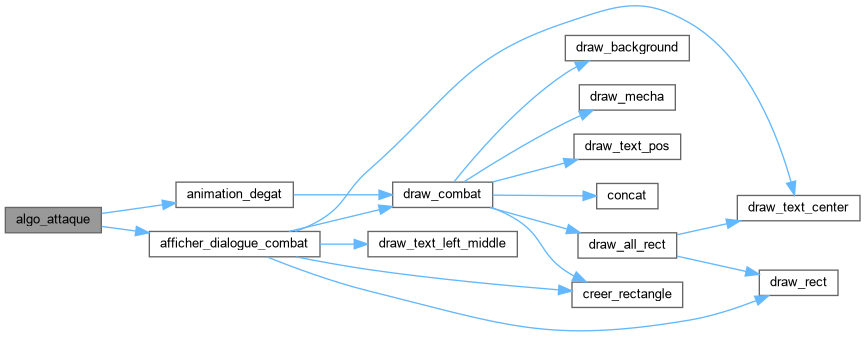 algo_attaque
animation_degat
afficher_dialogue_combat
draw_combat
draw_text_left_middle
draw_background
draw_mecha
draw_text_pos
concat
draw_all_rect
creer_rectangle
draw_text_center
draw_rect